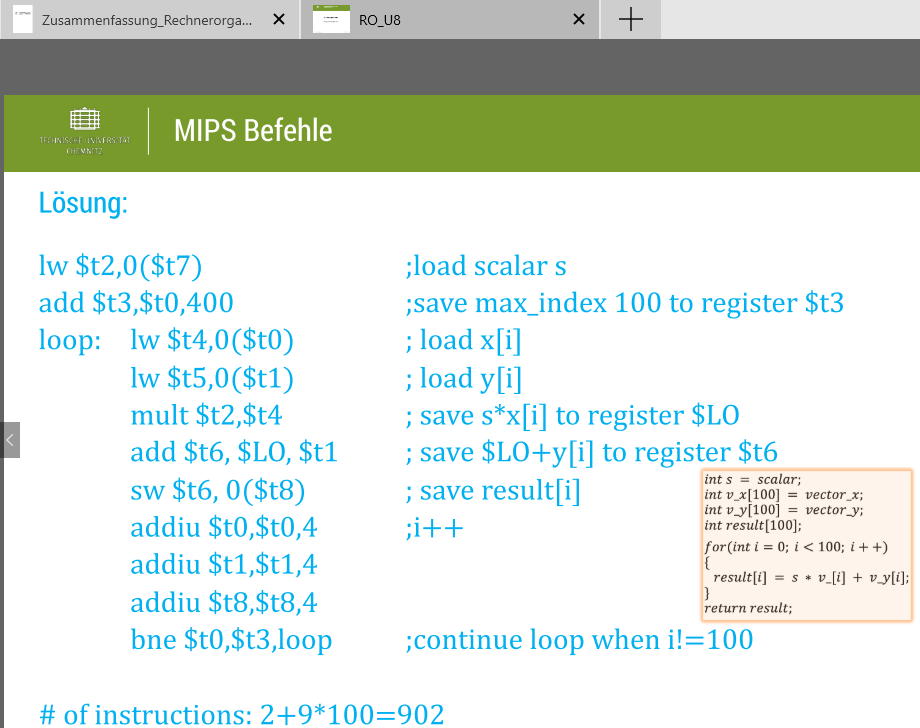 Zusammenfassung_Rechnerorga...
RO_U8
TECHNISCHE UNIVERSITÄT
CHEMNITZ
MIPS Befehle
Lösung:
lw $t2,0($t7) ;load scalar s
add $t3,$t0,400 ;save max_index 100 to register $t3
loop: lw $t4,0($t0) ; load x[i]
lw $t5,0($t1) ; load y[i]
mult $t2,$t4 ; save s*x[i] to register $LO
add $t6, $LO, $t1 ; save $LO+y[i] to register $t6
sw $t6, 0($t8) ; save result[i]
addiu $t0,$t0,4 ;i++
addiu $t1,$t1,4
addiu $t8,$t8,4
bne $t0,$t3,loop ;continue loop when i!=100
int s = scalar;
int v_x[100] = vector_x;
int v_y[100] = vector_y;
int result[100];
for(int i = 0; i < 100; i + +)
{
result[i] = s * v_[i] + v_y[i];
}
return result;
# of instructions: 2+9*100=902